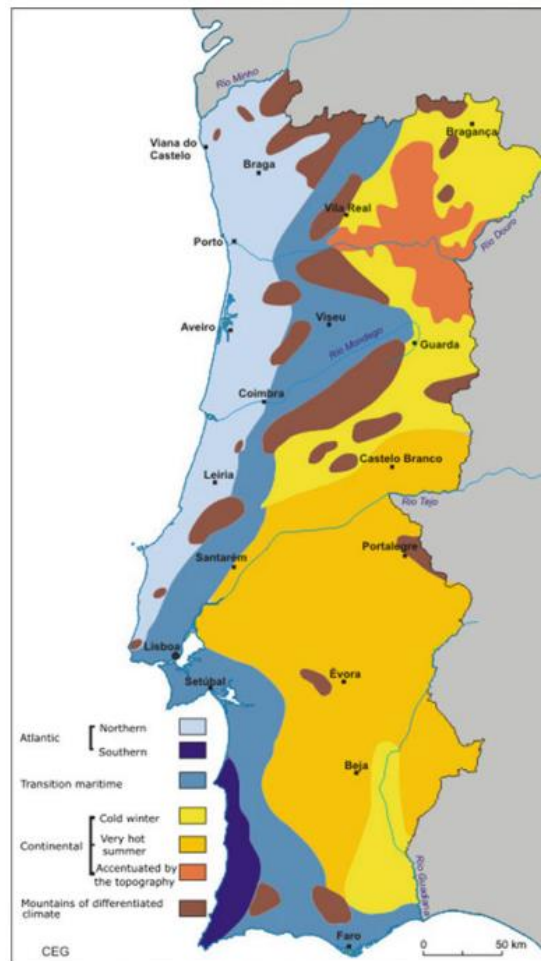 Rio Minho
Bragança
Viana do
Castelo
Braga
Vila Real
Porto
Rio Douro
Aveiro
Viseu
Rio Mondego
Guarda
Coimbra
Castelo Branco
Leiria
Rio Tejo
Portalegre
Santarém
Lisboa
Évora
Setúbal
Atlantic
Northern
Southern
Beja
Transition maritime
Cold winter
Continental
Very hot
summer
Accentuated by
the topography
Rio Guadiana
Mountains of differentiated
climate
Faro
0 50 km
CEG